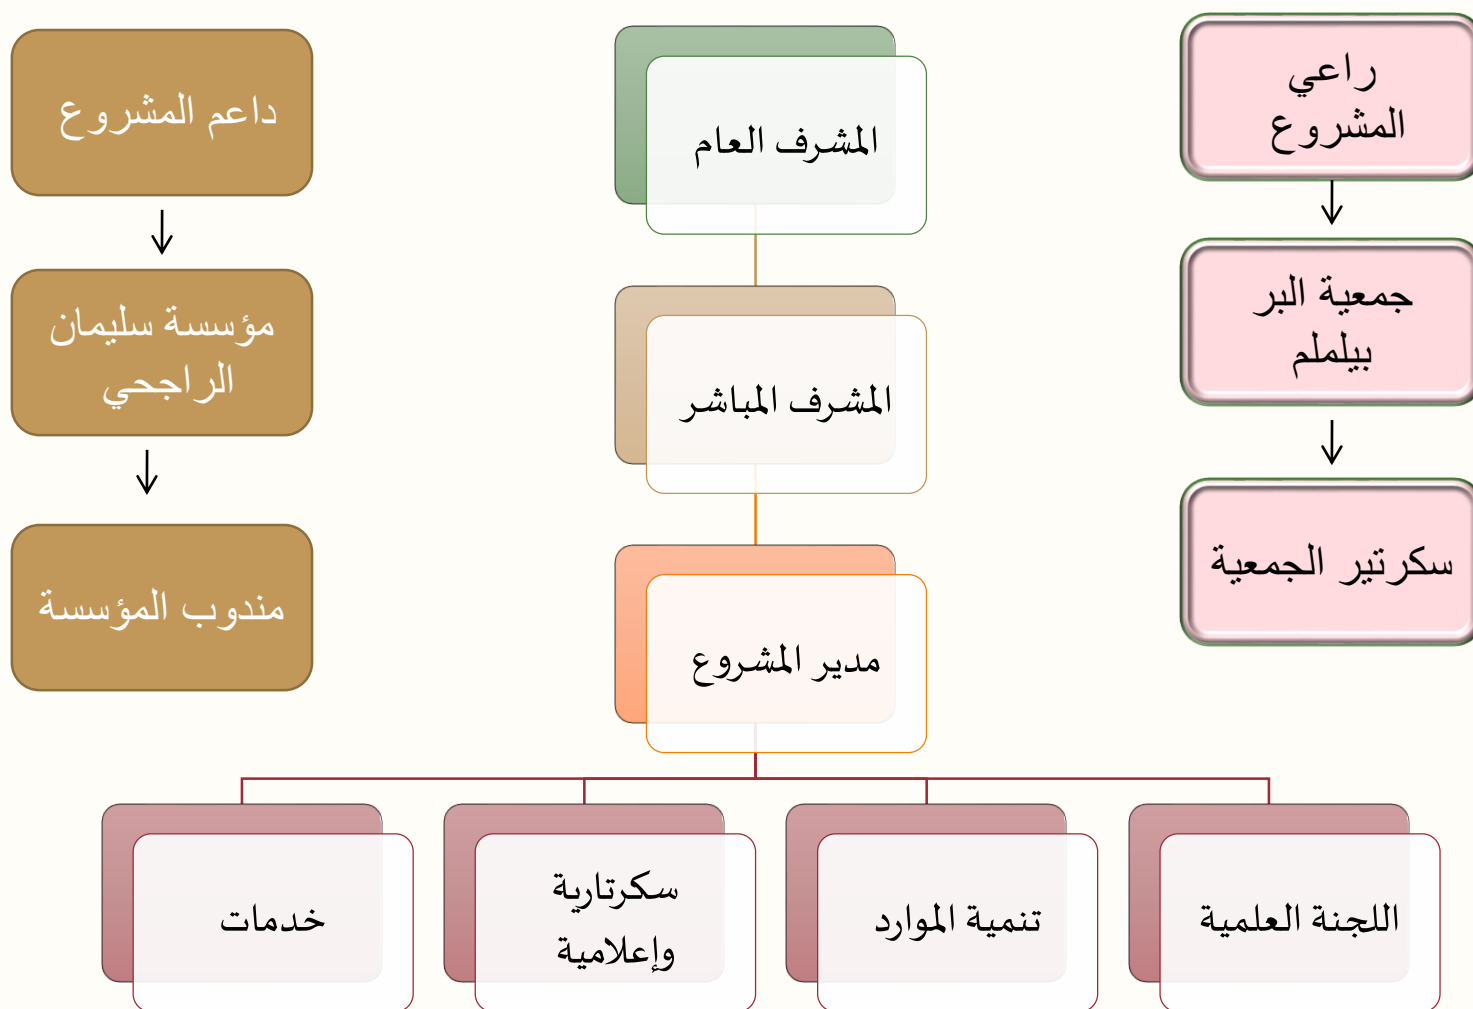 راعي
المشروع
جمعية البر
بيلملم
سكرتير الجمعية
المشرف العام
المشرف المباشر
مدير المشروع
داعم المشروع
مؤسسة سليمان
الراجحي
مندوب المؤسسة
اللجنة العلمية
تنمية الموارد
سكرتارية
وإعلامية
خدمات